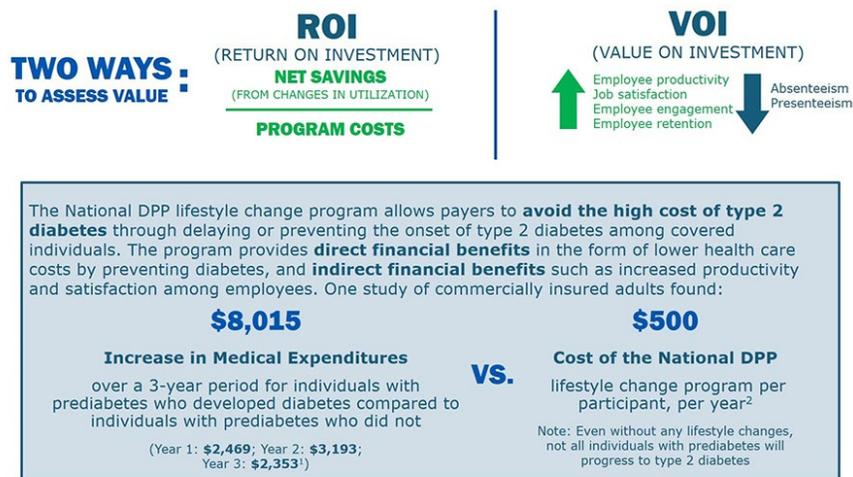 TWO WAYS :
TO ASSESS VALUE
ROI
(RETURN ON INVESTMENT)
NET SAVINGS
(FROM CHANGES IN UTILIZATION)
PROGRAM COSTS
VOI
(VALUE ON INVESTMENT)
Employee productivity
Job satisfaction
Employee engagement
Employee retention
Absenteeism
Presenteeism
The National DPP lifestyle change program allows payers to avoid the high cost of type 2
diabetes through delaying or preventing the onset of type 2 diabetes among covered
individuals. The program provides direct financial benefits in the form of lower health care
costs by preventing diabetes, and indirect financial benefits such as increased productivity
and satisfaction among employees. One study of commercially insured adults found:
$8,015
Increase in Medical Expenditures
over a 3-year period for individuals with
prediabetes who developed diabetes compared to
individuals with prediabetes who did not
(Year 1: $2,469; Year 2: $3,193;
Year 3: $2,353¹)
VS.
$500
Cost of the National DPP
lifestyle change program per
participant, per year²
Note: Even without any lifestyle changes,
not all individuals with prediabetes will
progress to type 2 diabetes